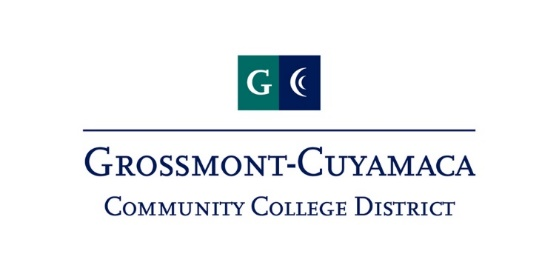 G C
GROSSMONT-CUYAMACA
COMMUNITY COLLEGE DISTRICT